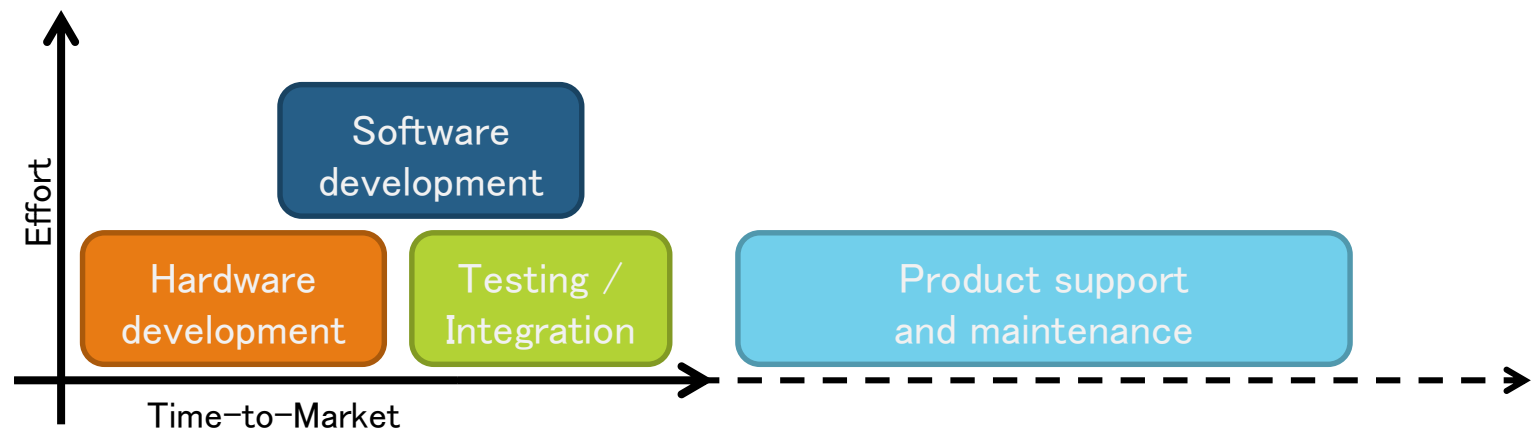 Effort
Software
development
Hardware
development
Testing /
Integration
Product support
and maintenance
Time-to-Market